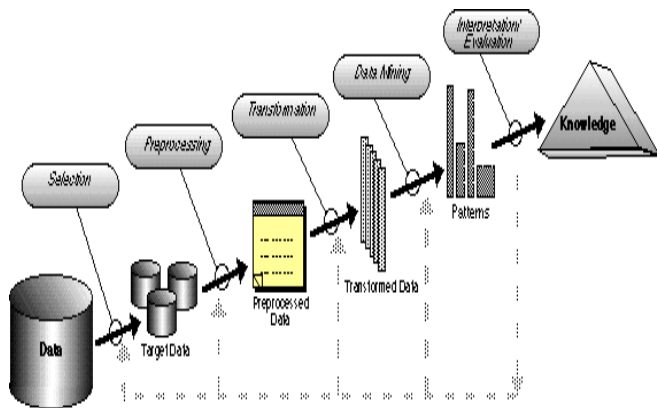 Interpretation/
Evaluation
Data Mining
Knowledge
Transformation
Preprocessing
Patterns
Selection
Transformed Data
Preprocessed
Data
Data
Target Data